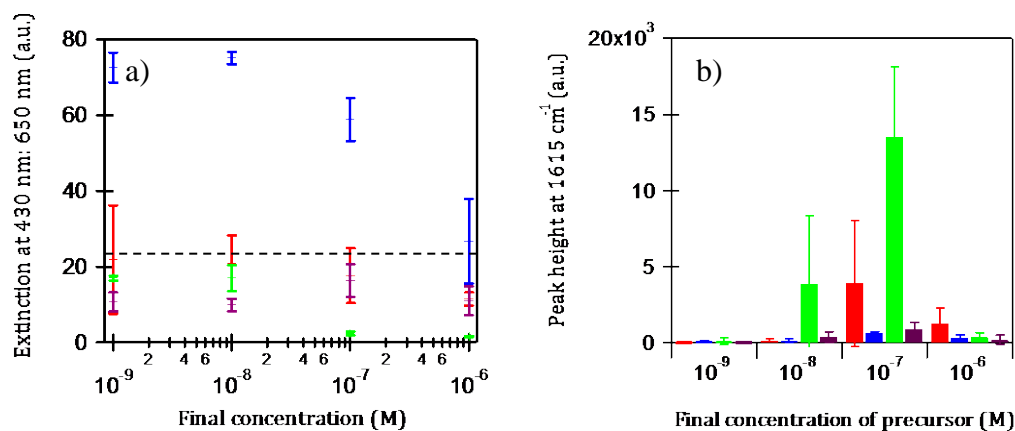 a)
Extinction at 430 nm: 650 nm (a.u.)
80
60
40
20
0
2 4 6 2 4 6 2 4 6
10-9 10-8 10-7 10-6
Final concentration (M)
b)
Peak height at 1615 cm-1 (a.u.)
20x10³
15
10
5
0
10-9 10-8 10-7 10-6
Final concentration of precursor (M)